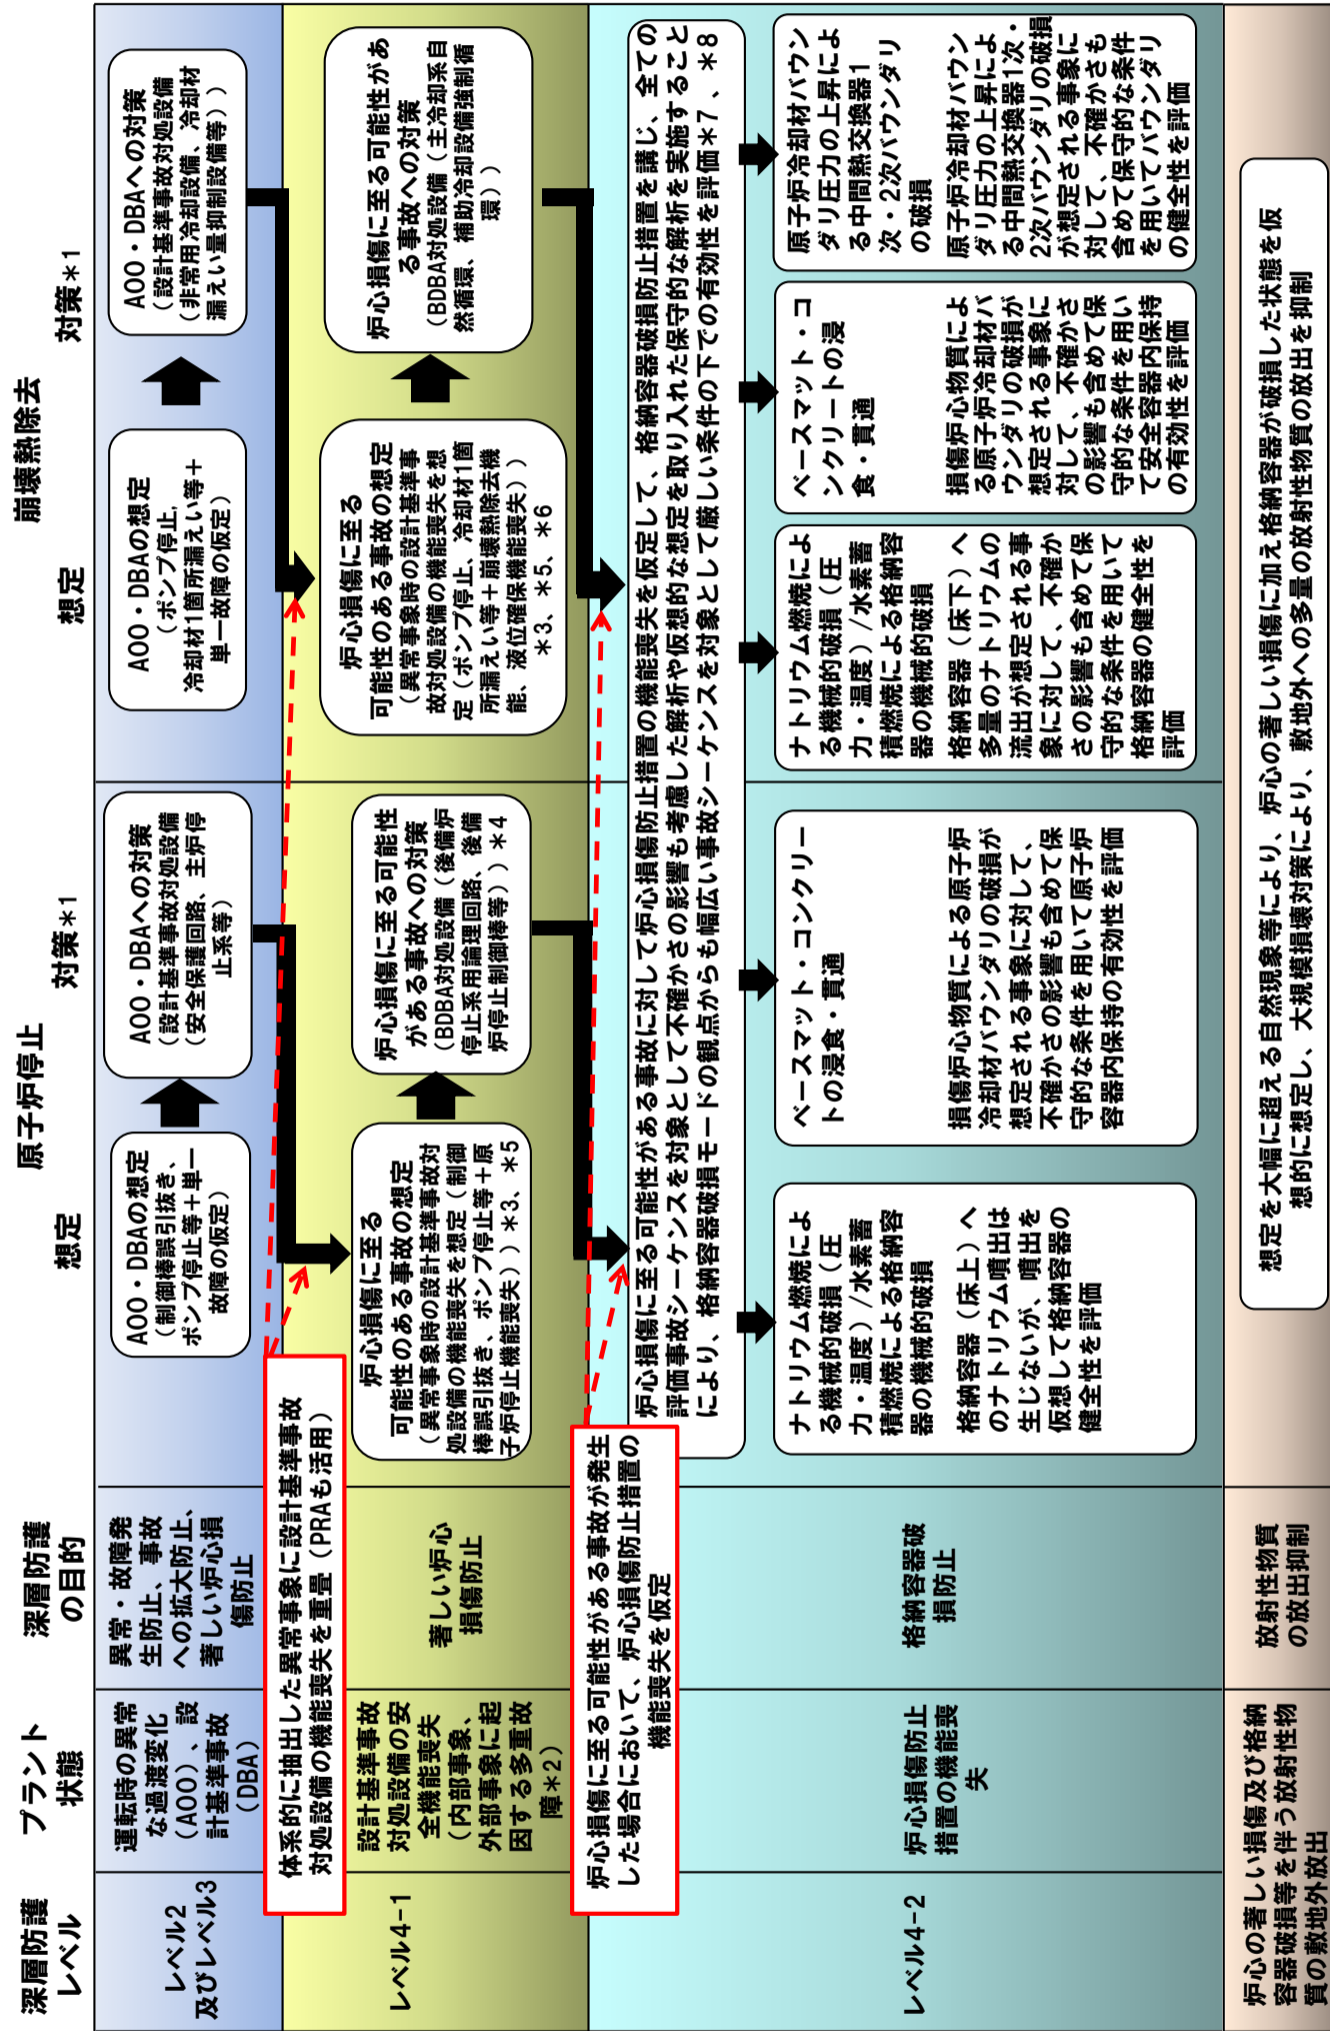 深層防護
レベル
プラント
状態
深層防護
の目的
原子炉停止
想定
対策*1
崩壊熱除去
想定
対策*1
レベル2
及びレベル3
運転時の異常
な過渡変化
(AOO)、設
計基準事故
(DBA)
異常・故障発
生防止、事故
への拡大防止、
著しい炉心損
傷防止
AOO・DBAの想定
(制御棒誤引抜き、
ポンプ停止等+単一
故障の仮定)
AOO・DBAへの対策
(設計基準事故対処設備
(安全保護回路、主炉停
止系等)
AOO・DBAの想定
(ポンプ停止、
冷却材1箇所漏えい等+
単一故障の仮定)
AOO・DBAへの対策
(設計基準事故対処設備
(非常用冷却設備、冷却材
漏えい量抑制設備等))
体系的に抽出した異常事象に設計基準事故
対処設備の機能喪失を重畳(PRAも活用)
レベル4-1
設計基準事故
対処設備の安
全機能喪失
(内部事象、
外部事象に起
因する多重故
障*2)
著しい炉心
損傷防止
炉心損傷に至る
可能性のある事故の想定
(異常事象時の設計基準事故対
処設備の機能喪失を想定(制御
棒誤引抜き、ポンプ停止等+原
子炉停止機能喪失))*3、*5
炉心損傷に至る可能性
がある事故への対策
(BDBA対処設備(後備炉
停止系用論理回路、後備
炉停止制御棒等))*4
炉心損傷に至る
可能性のある事故の想定
(異常事象時の設計基準事
故対処設備の機能喪失を想
定(ポンプ停止、冷却材1箇
所漏えい等+崩壊熱除去機
能、液位確保機能喪失))
*3、*5、*6
炉心損傷に至る可能性があ
る事故への対策
(BDBA対処設備(主冷却系自
然循環、補助冷却設備強制循
環))
炉心損傷に至る可能性がある事故が発生
した場合において、炉心損傷防止措置の
機能喪失を仮定
レベル4-2
炉心損傷防止
措置の機能喪
失
格納容器破
損防止
炉心損傷に至る可能性がある事故に対して炉心損傷防止措置の機能喪失を仮定して、格納容器破損防止措置を講じ、全ての
評価事故シーケンスを対象として不確かさの影響も考慮した解析や仮想的な想定を取り入れた保守的な解析を実施すること
により、格納容器破損モードの観点からも幅広い事故シーケンスを対象として厳しい条件の下での有効性を評価*7、*8
ナトリウム燃焼によ
る機械的破損(圧
力・温度)/水素蓄
積燃焼による格納容
器の機械的破損
格納容器(床上)へ
のナトリウム噴出は
生じないが、噴出を
仮想して格納容器の
健全性を評価
ベースマット・コンクリー
トの浸食・貫通
損傷炉心物質による原子炉
冷却材バウンダリの破損が
想定される事象に対して、
不確かさの影響も含めて保
守的な条件を用いて原子炉
容器内保持の有効性を評価
ナトリウム燃焼によ
る機械的破損(圧
力・温度)/水素蓄
積燃焼による格納容
器の機械的破損
格納容器(床下)へ
多量のナトリウムの
流出が想定される事
象に対して、不確か
さの影響も含めて保
守的な条件を用いて
格納容器の健全性を
評価
ベースマット・コ
ンクリートの浸
食・貫通
損傷炉心物質によ
る原子炉冷却材バ
ウンダリの破損が
想定される事象に
対して、不確かさ
の影響も含めて保
守的な条件を用い
て安全容器内保持
の有効性を評価
原子炉冷却材バウン
ダリ圧力の上昇によ
る中間熱交換器1
次・2次バウンダリ
の破損
原子炉冷却材バウン
ダリ圧力の上昇によ
る中間熱交換器1次・
2次バウンダリの破損
が想定される事象に
対して、不確かさも
含めて保守的な条件
を用いてバウンダリ
の健全性を評価
炉心の著しい損傷及び格納
容器破損等を伴う放射性物
質の敷地外放出
放射性物質
の放出抑制
想定を大幅に超える自然現象等により、炉心の著しい損傷に加え格納容器が破損した状態を仮
想的に想定し、大規模損壊対策により、敷地外への多量の放射性物質の放出を抑制